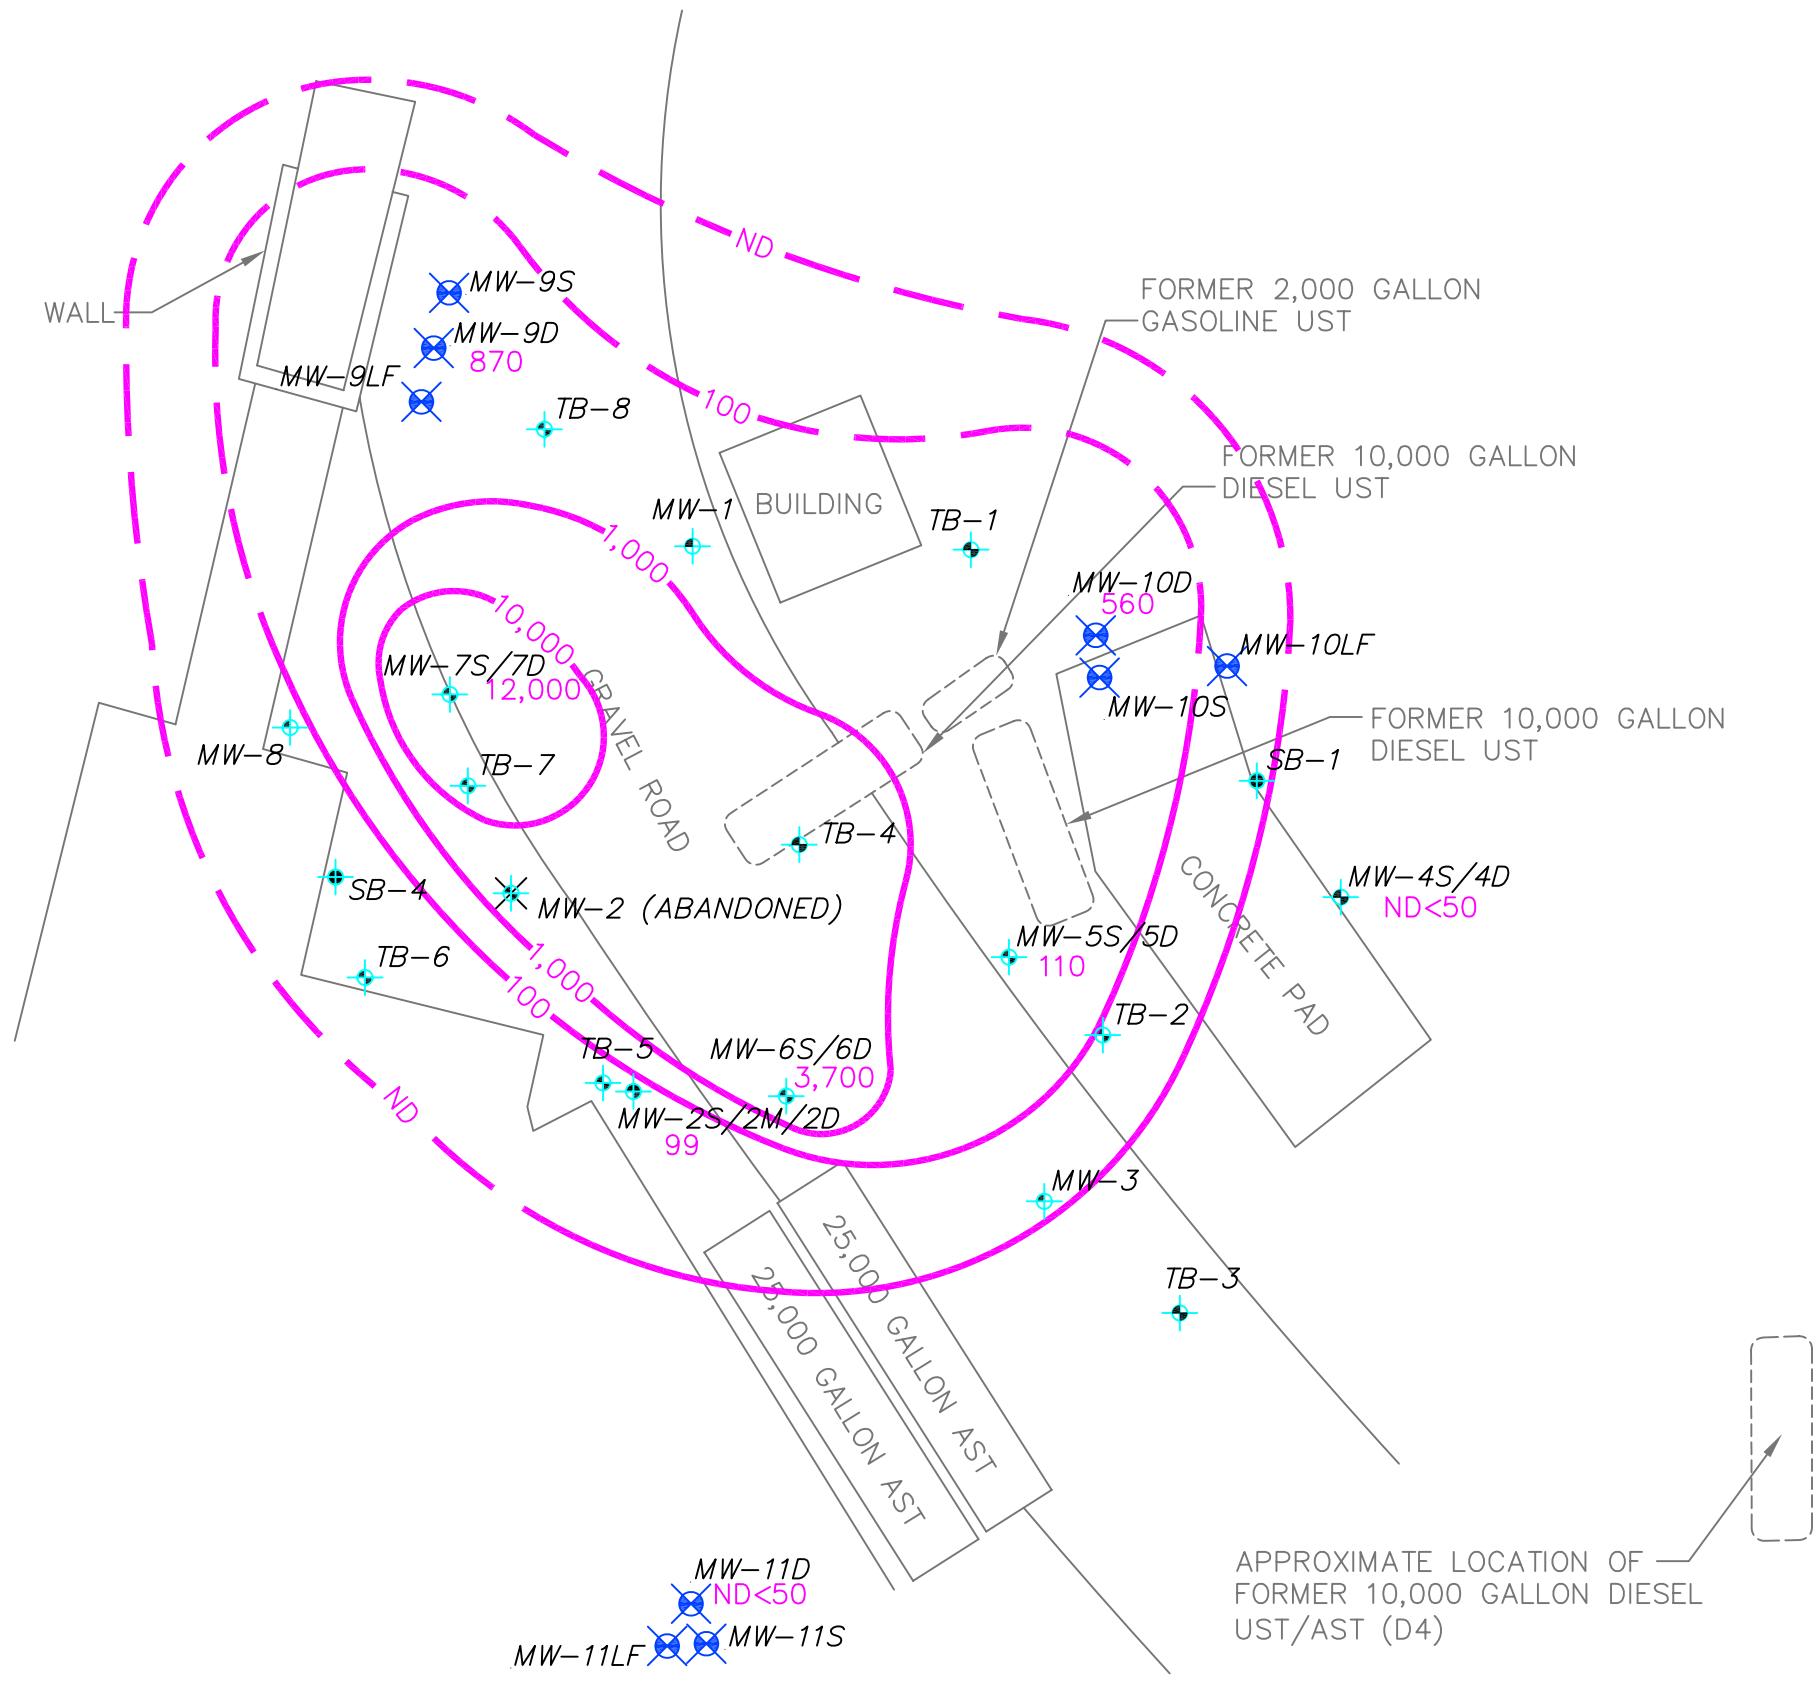 ND
MW-9S
FORMER 2,000 GALLON
GASOLINE UST
WALL
MW-9D
870
MW-9LF
100
TB-8
FORMER 10,000 GALLON
DIESEL UST
MW-1
BUILDING
TB-1
1,000
MW-10D
560
10,000
MW-10LF
MW-7S/7D
12,000
GRAVEL ROAD
MW-10S
FORMER 10,000 GALLON
DIESEL UST
MW-8
TB-7
SB-1
TB-4
SB-4
MW-2 (ABANDONED)
MW-4S/4D
ND<50
CONCRETE PAD
MW-5S/5D
110
TB-6
1,000
100
TB-2
TB-5
MW-6S/6D
3,700
ND
MW-2S/2M/2D
99
MW-3
TB-3
25,000 GALLON AST
25,000 GALLON AST
MW-11D
ND<50
MW-11S
MW-11LF
APPROXIMATE LOCATION OF
FORMER 10,000 GALLON DIESEL
UST/AST (D4)